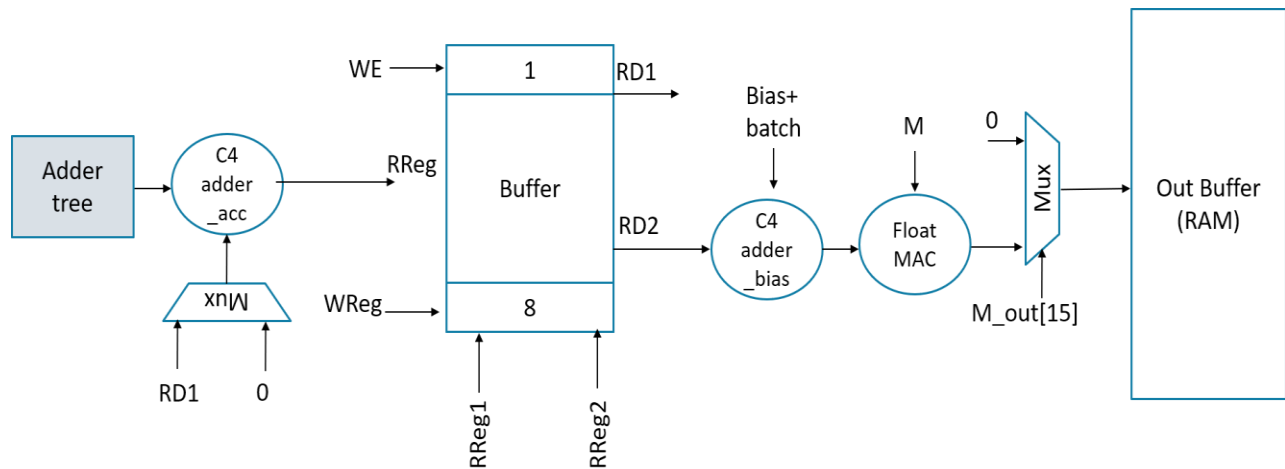 Adder
tree
C4
adder
_acc
Mux
RD1
0
RReg
WE
WReg
1
Buffer
8
RD1
RD2
RReg1
RReg2
Bias+
batch
C4
adder
_bias
M
Float
MAC
0
Mux
M_out[15]
Out Buffer
(RAM)